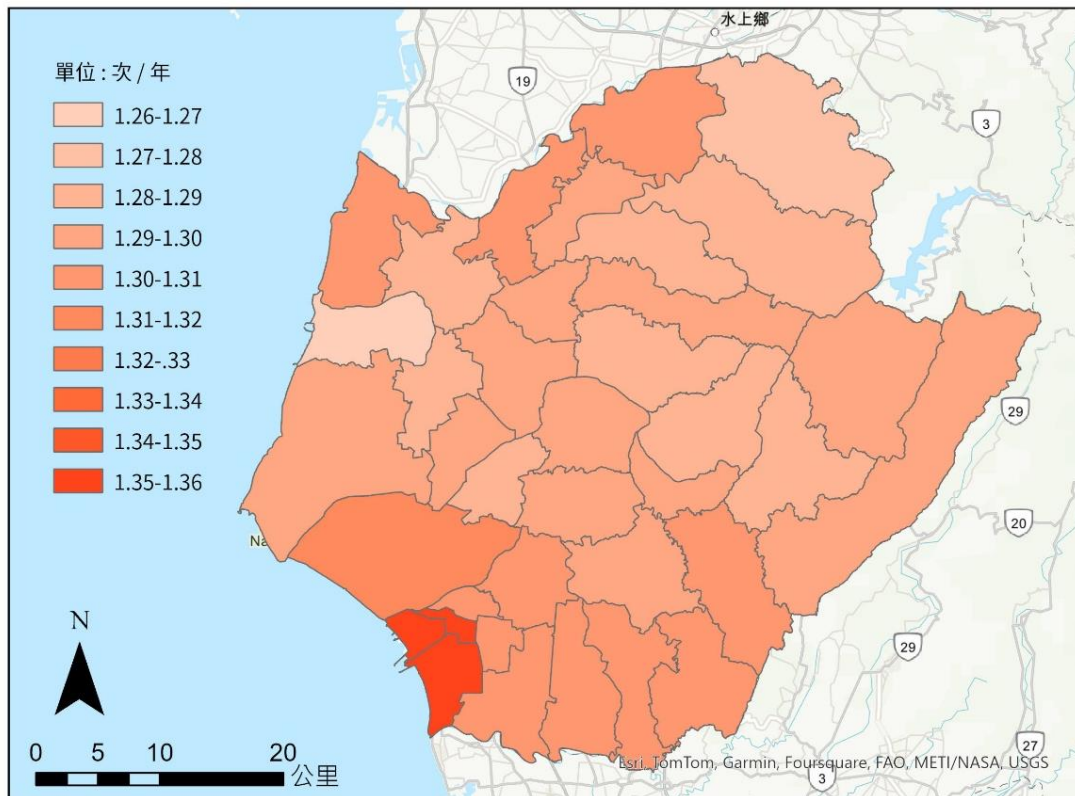 水上鄉
19
3
單位 : 次 / 年
1.26-1.27
1.27-1.28
1.28-1.29
1.29-1.30
1.30-1.31
1.31-1.32
1.32-.33
1.33-1.34
1.34-1.35
1.35-1.36
29
20
Na
N
29
0 5 10 20
公里
27
3
Esri, TomTom, Garmin, Foursquare, FAO, METI/NASA, USGS